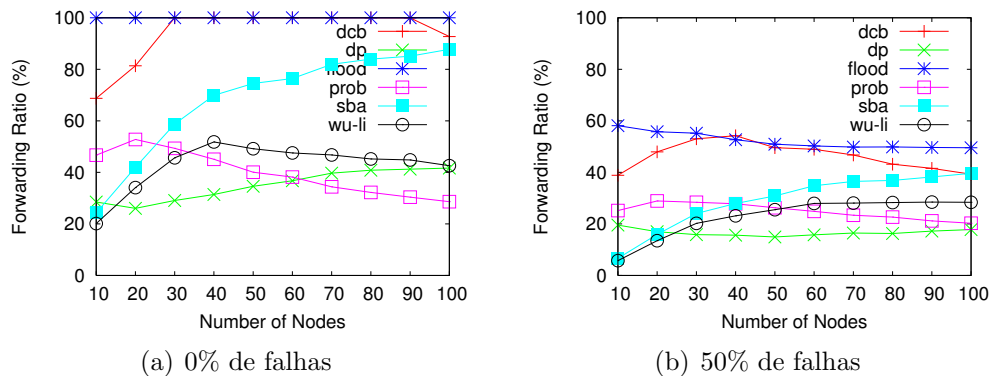 100
80
60
40
20
0
Forwarding Ratio (%)
10 20 30 40 50 60 70 80 90 100
Number of Nodes
dcb
dp
flood
prob
sba
wu-li
(a) 0% de falhas
100
80
60
40
20
0
Forwarding Ratio (%)
10 20 30 40 50 60 70 80 90 100
Number of Nodes
dcb
dp
flood
prob
sba
wu-li
(b) 50% de falhas